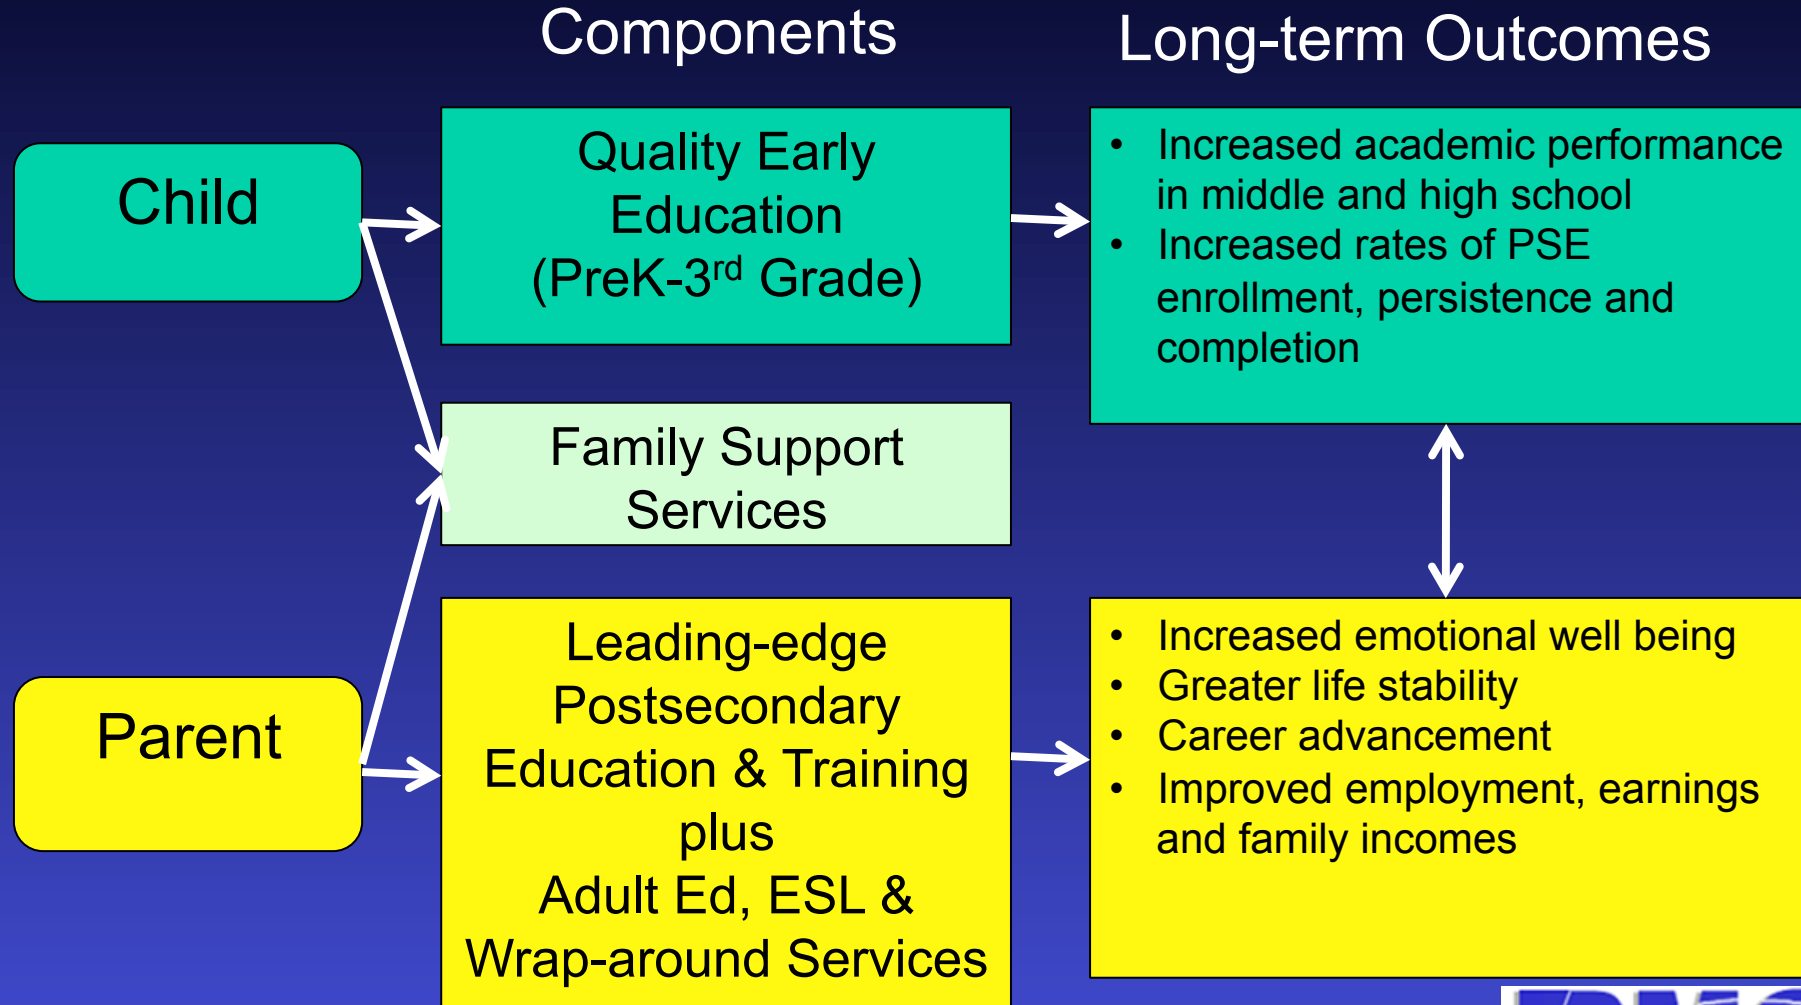 Components
Long-term Outcomes
Child
Quality Early
Education
(PreK-3rd Grade)
• Increased academic performance
in middle and high school
• Increased rates of PSE
enrollment, persistence and
completion
Family Support
Services
Parent
Leading-edge
Postsecondary
Education & Training
plus
Adult Ed, ESL &
Wrap-around Services
• Increased emotional well being
• Greater life stability
• Career advancement
• Improved employment, earnings
and family incomes